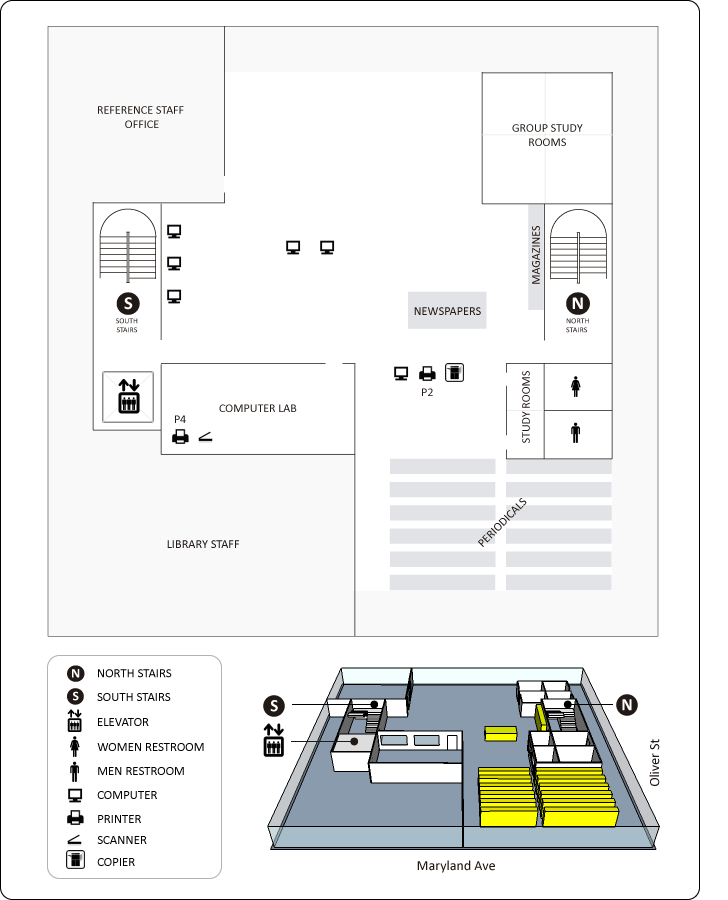 REFERENCE STAFF
OFFICE
GROUP STUDY
ROOMS
MAGAZINES
S
SOUTH
STAIRS
N
NORTH
STAIRS
NEWSPAPERS
P2
STUDY ROOMS
COMPUTER LAB
P4
PERIODICALS
LIBRARY STAFF
N NORTH STAIRS
S SOUTH STAIRS
ELEVATOR
WOMEN RESTROOM
MEN RESTROOM
COMPUTER
PRINTER
SCANNER
COPIER
S
N
Oliver St
Maryland Ave